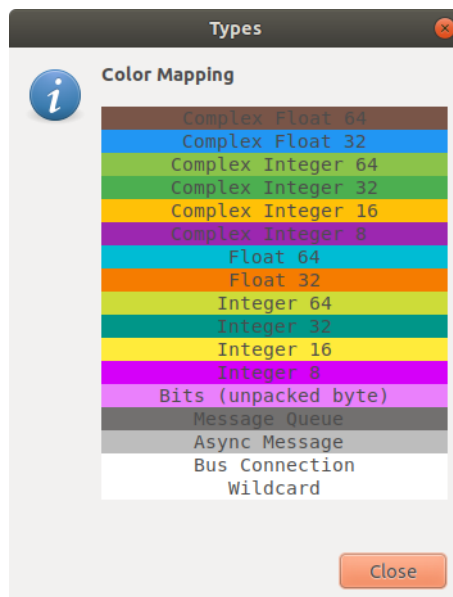 Types
Color Mapping
Complex Float 64
Complex Float 32
Complex Integer 64
Complex Integer 32
Complex Integer 16
Complex Integer 8
Float 64
Float 32
Integer 64
Integer 32
Integer 16
Integer 8
Bits (unpacked byte)
Message Queue
Async Message
Bus Connection
Wildcard
Close